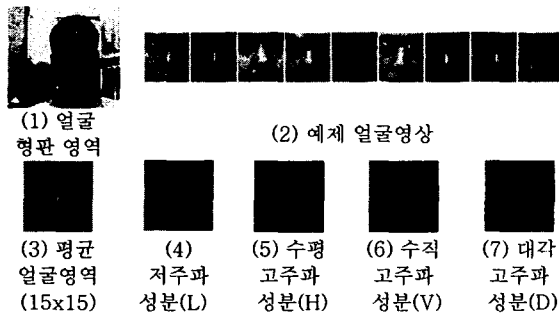 (1) 얼굴
형판 영역
(2) 예제 얼굴영상
(3) 평균
얼굴영역
(15x15)
(4)
저주파
성분(L)
(5) 수평
고주파
성분(H)
(6) 수직
고주파
성분(V)
(7) 대각
고주파
성분(D)